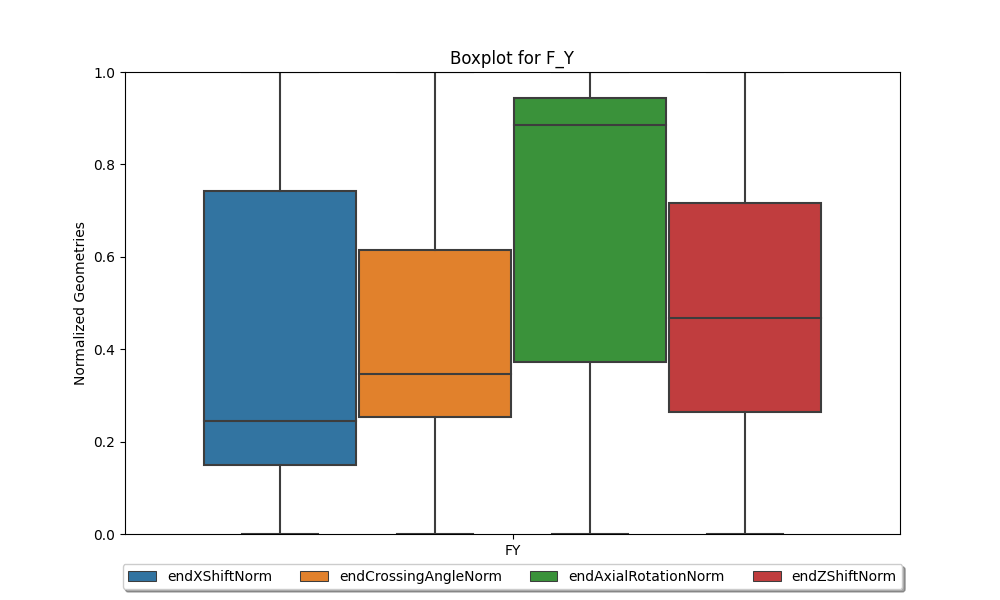 Boxplot for F_Y
Normalized Geometries
1.0
0.8
0.6
0.4
0.2
0.0
FY
endXShiftNorm endCrossingAngleNorm endAxialRotationNorm endZShiftNorm